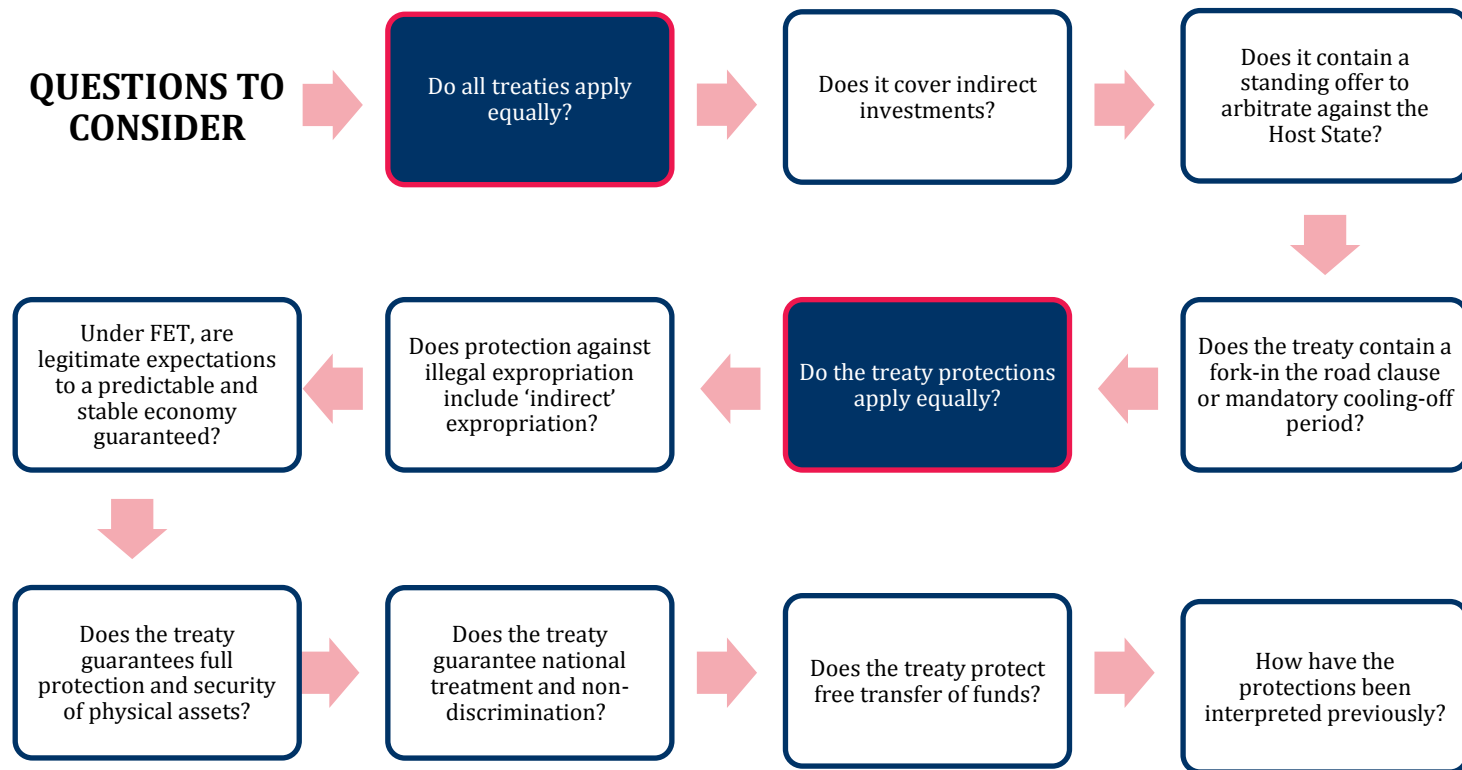 QUESTIONS TO
CONSIDER
Do all treaties apply
equally?
Does it cover indirect
investments?
Does it contain a
standing offer to
arbitrate against the
Host State?
Does the treaty contain a
fork-in the road clause
or mandatory cooling-off
period?
Do the treaty protections
apply equally?
Does protection against
illegal expropriation
include ‘indirect’
expropriation?
Under FET, are
legitimate expectations
to a predictable and
stable economy
guaranteed?
Does the treaty
guarantees full
protection and security
of physical assets?
Does the treaty
guarantee national
treatment and non-
discrimination?
Does the treaty protect
free transfer of funds?
How have the
protections been
interpreted previously?